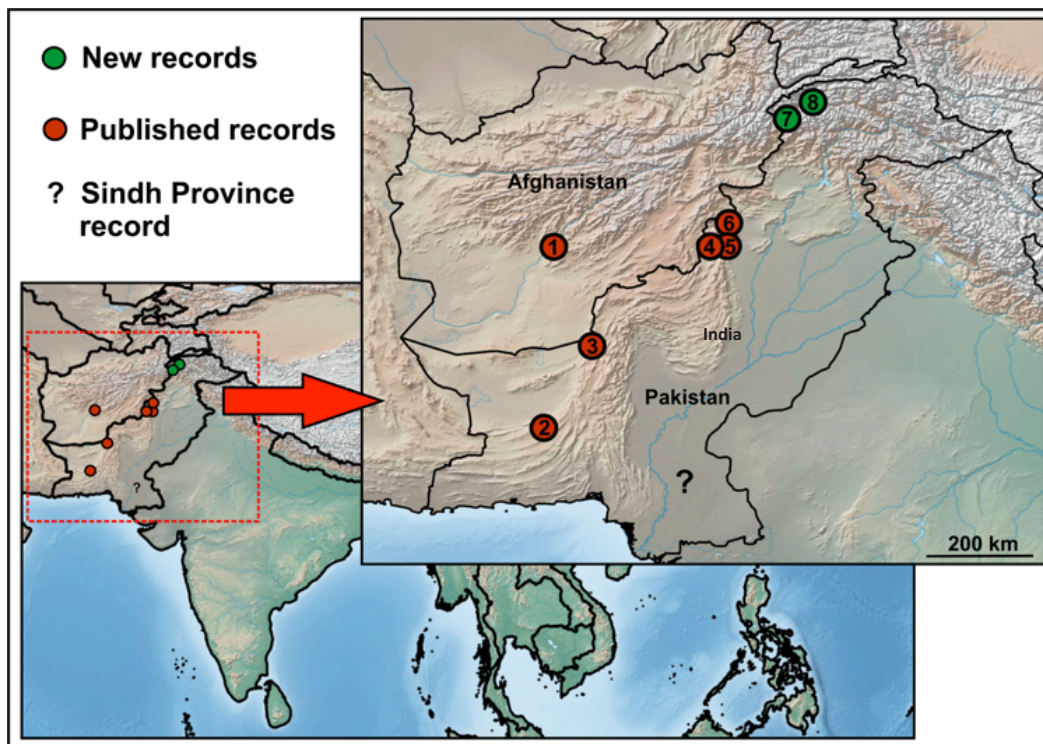 New records
Published records
? Sindh Province
record
7 8
Afghanistan
6
1 4 5
3
India
Pakistan
2
?
200 km
?